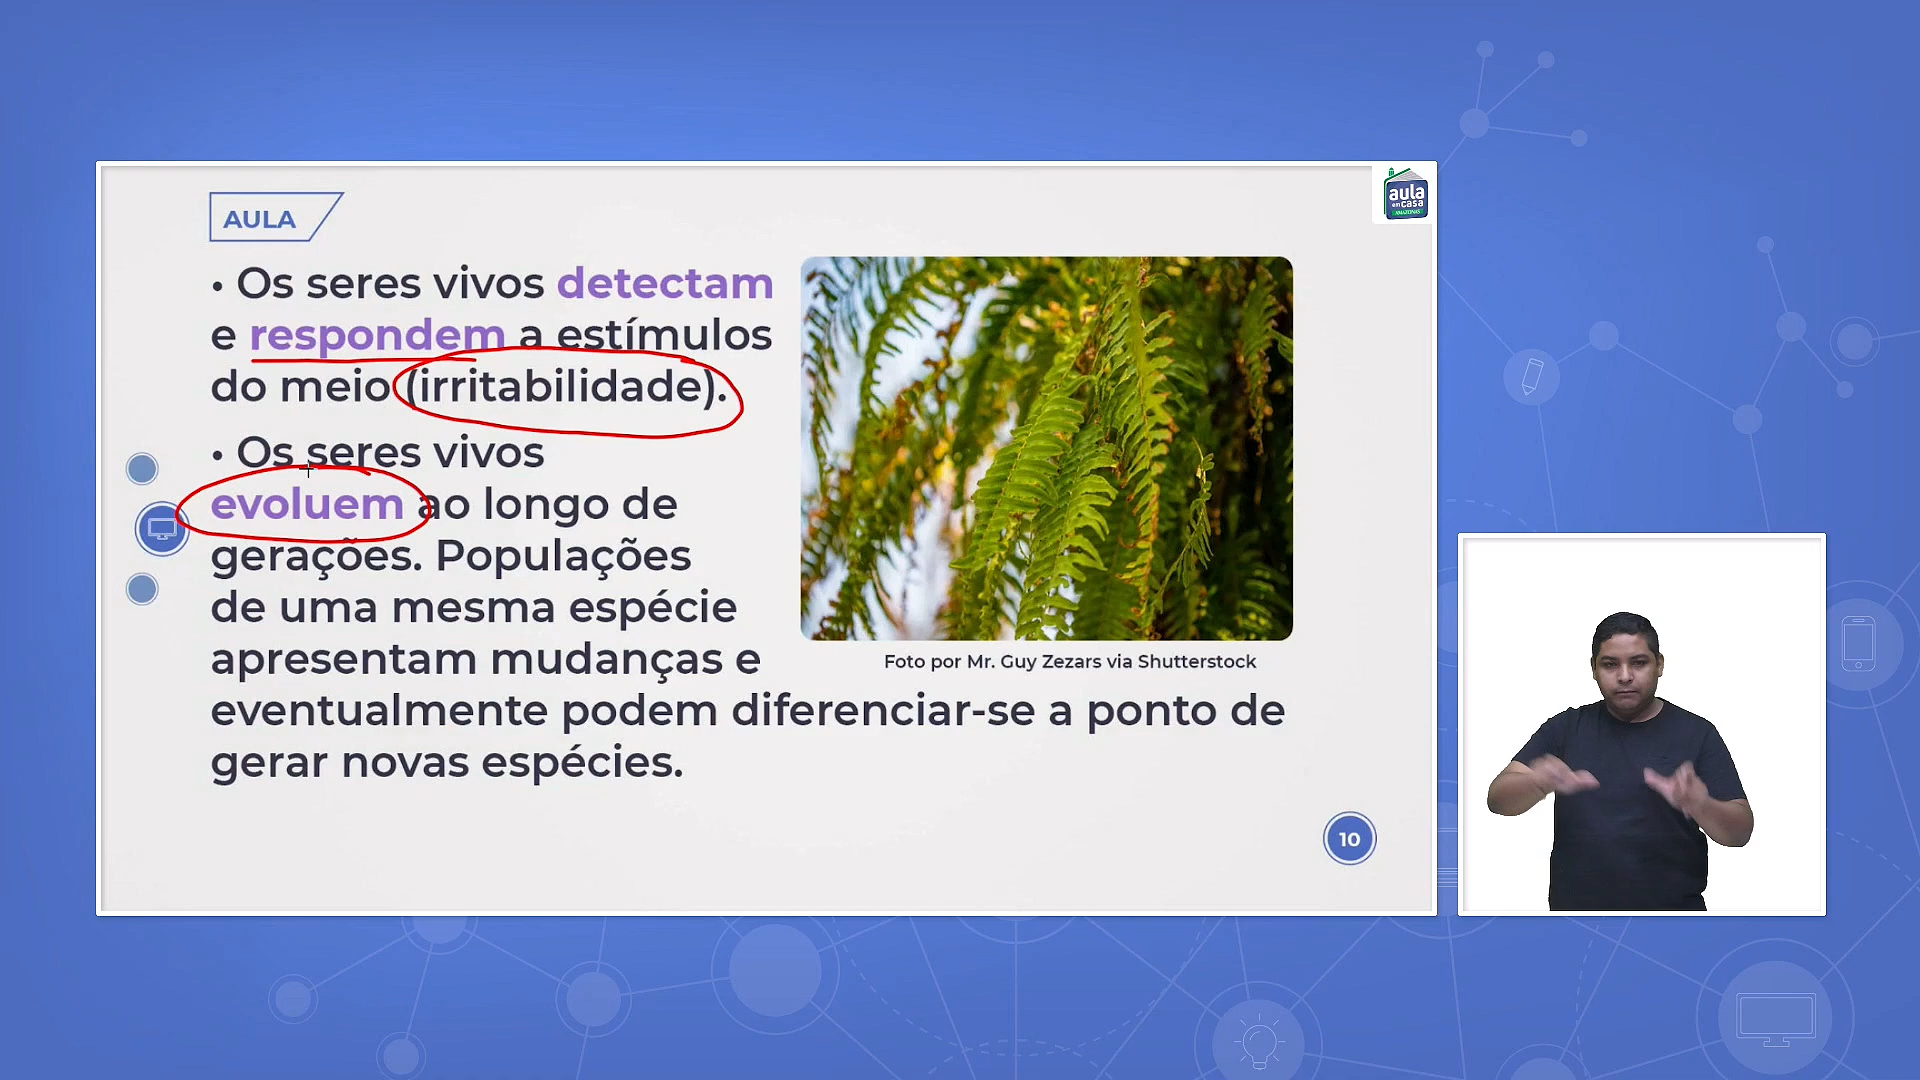 aula
em casa
AMAZONAS
AULA
• Os seres vivos detectam
e respondem a estímulos
do meio (irritabilidade).
• Os seres vivos
evoluem ao longo de
gerações. Populações
de uma mesma espécie
apresentam mudanças e
eventualmente podem diferenciar-se a ponto de
gerar novas espécies.
Foto por Mr. Guy Zezars via Shutterstock
10